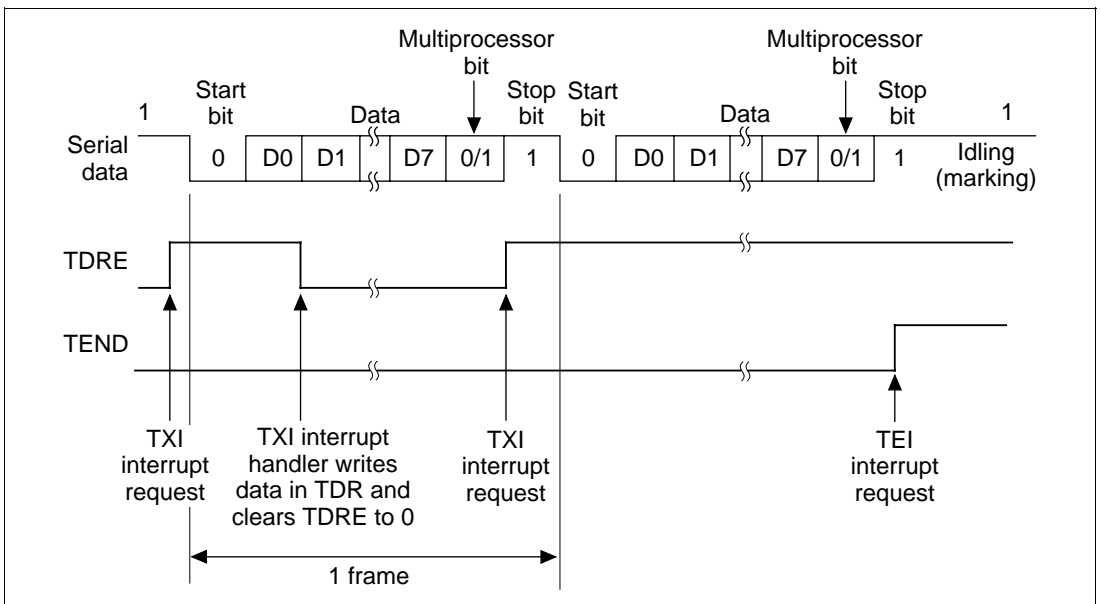 Multiprocessor bit
Multiprocessor bit
Start bit
Stop bit
Start bit
Stop bit
1
Data
Data
1
Serial data
0
D0
D1
D7
0/1
1
0
D0
D1
D7
0/1
1
Idling (marking)
TDRE
TEND
TXI interrupt request
TXI interrupt handler writes data in TDR and clears TDRE to 0
TXI interrupt request
TEI interrupt request
1 frame